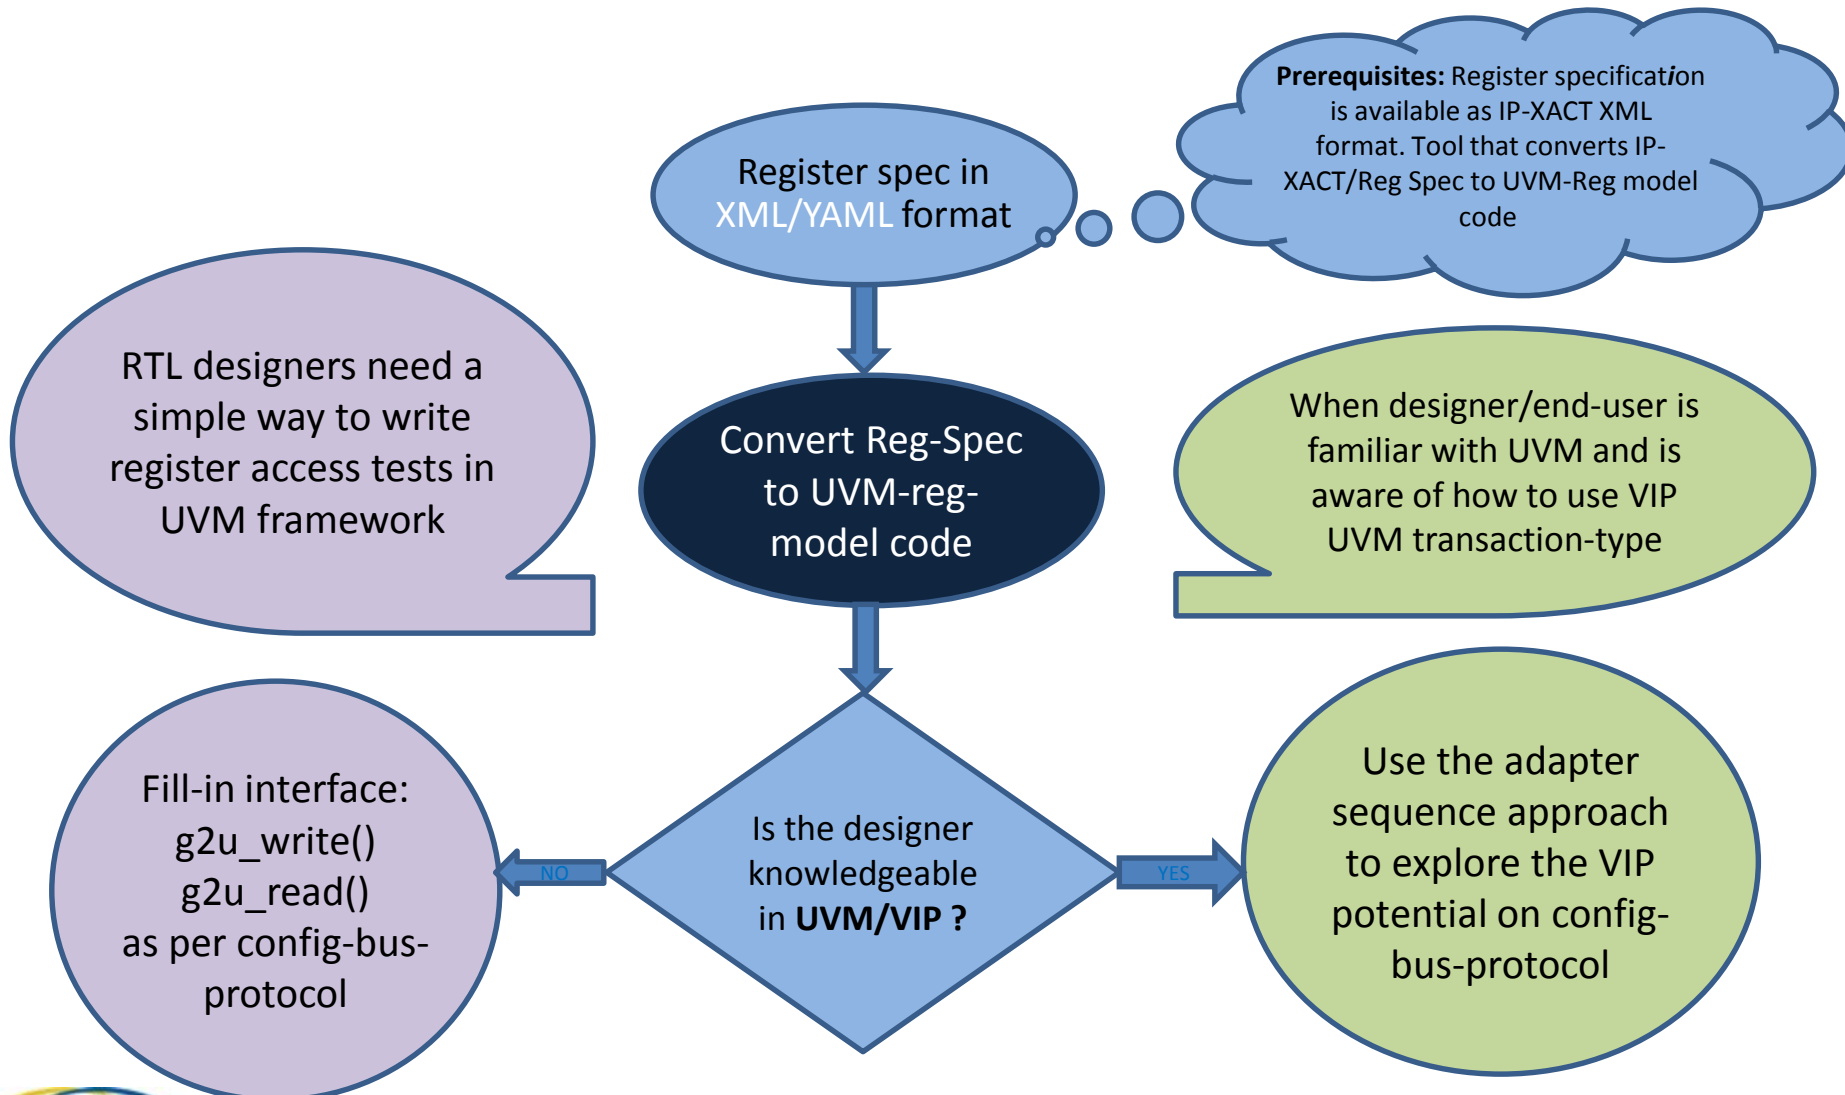 Prerequisites: Register specification
is available as IP-XACT XML
format. Tool that converts IP-
XACT/Reg Spec to UVM-Reg model
code
Register spec in
XML/YAML format
RTL designers need a
simple way to write
register access tests in
UVM framework
Convert Reg-Spec
to UVM-reg-
model code
When designer/end-user is
familiar with UVM and is
aware of how to use VIP
UVM transaction-type
Fill-in interface:
g2u_write()
g2u_read()
as per config-bus-
protocol
NO
Is the designer
knowledgeable
in UVM/VIP ?
YES
Use the adapter
sequence approach
to explore the VIP
potential on config-
bus-protocol